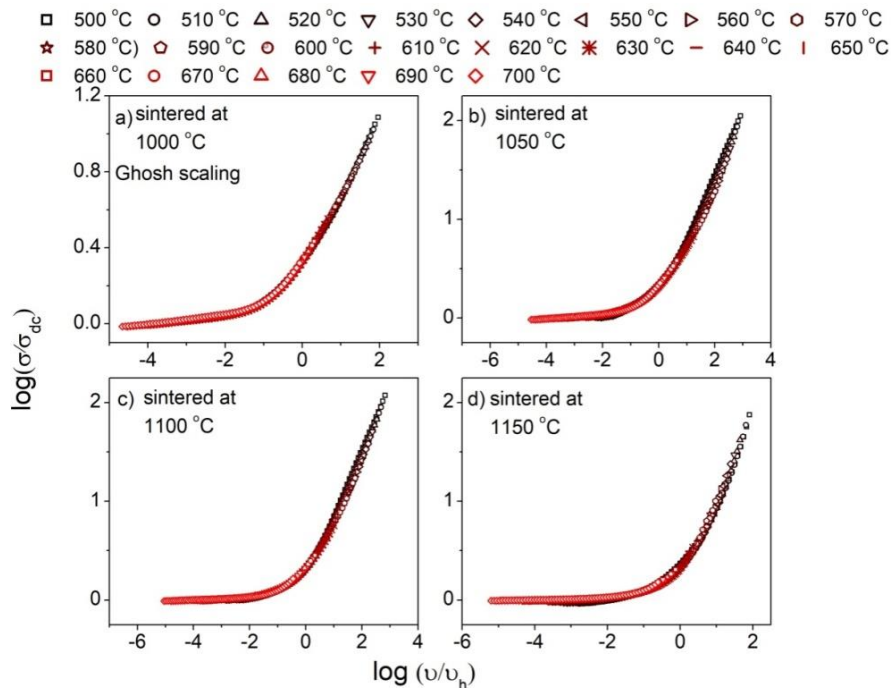 500 °C 510 °C 520 °C 530 °C 540 °C 550 °C 560 °C 570 °C
580 °C) 590 °C 600 °C 610 °C 620 °C 630 °C 640 °C 650 °C
660 °C 670 °C 680 °C 690 °C 700 °C
log(σ/σdc)
1.2
0.8
0.4
0.0
a) sintered at
1000 °C
Ghosh scaling
-4 -2 0 2 4
2
1
0
b) sintered at
1050 °C
-6 -4 -2 0 2 4
2
1
0
c) sintered at
1100 °C
-6 -4 -2 0 2 4
2
1
0
d) sintered at
1150 °C
-6 -4 -2 0 2
log (υ/υh)